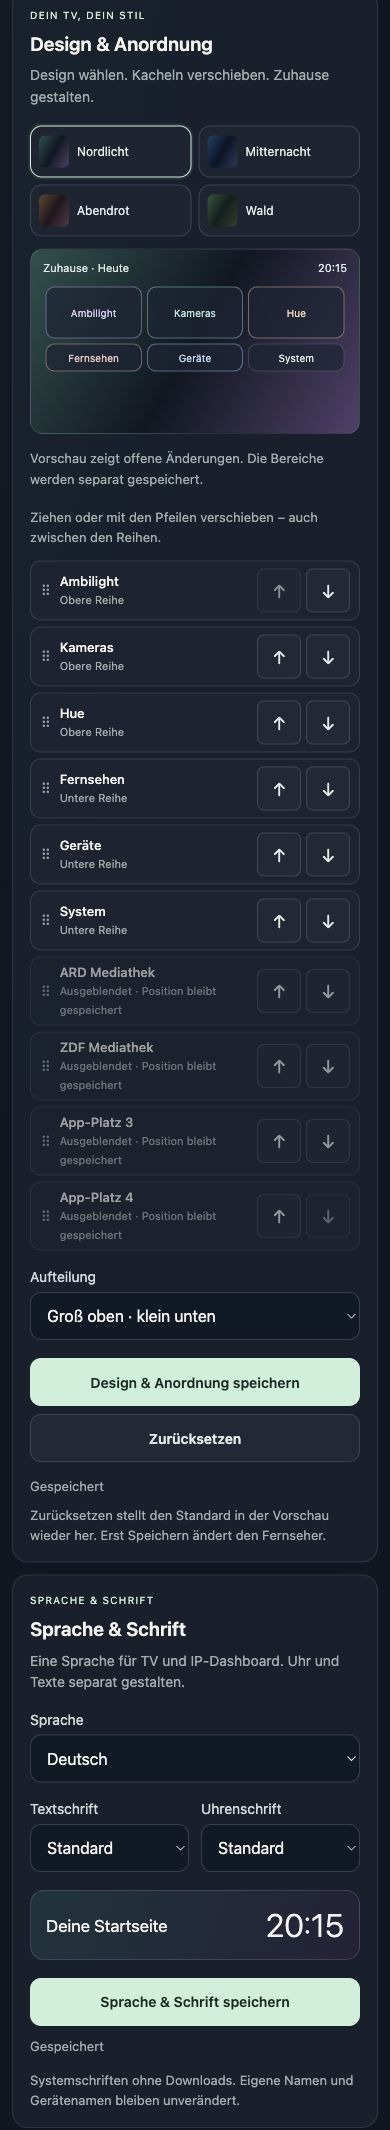 DEIN TV, DEIN STIL
Design & Anordnung
Design wählen. Kacheln verschieben. Zuhause
gestalten.
Nordlicht
Mitternacht
Abendrot
Wald
Zuhause · Heute
20:15
Ambilight
Kameras
Hue
Fernsehen
Geräte
System
Vorschau zeigt offene Änderungen. Die Bereiche
werden separat gespeichert.
Ziehen oder mit den Pfeilen verschieben – auch
zwischen den Reihen.
Ambilight
Obere Reihe
↑ ↓
Kameras
Obere Reihe
↑ ↓
Hue
Obere Reihe
↑ ↓
Fernsehen
Untere Reihe
↑ ↓
Geräte
Untere Reihe
↑ ↓
System
Untere Reihe
↑ ↓
ARD Mediathek
Ausgeblendet · Position bleibt
gespeichert
↑ ↓
ZDF Mediathek
Ausgeblendet · Position bleibt
gespeichert
↑ ↓
App-Platz 3
Ausgeblendet · Position bleibt
gespeichert
↑ ↓
App-Platz 4
Ausgeblendet · Position bleibt
gespeichert
↑ ↓
Aufteilung
Groß oben · klein unten
Design & Anordnung speichern
Zurücksetzen
Gespeichert
Zurücksetzen stellt den Standard in der Vorschau
wieder her. Erst Speichern ändert den Fernseher.
SPRACHE & SCHRIFT
Sprache & Schrift
Eine Sprache für TV und IP-Dashboard. Uhr und
Texte separat gestalten.
Sprache
Deutsch
Textschrift
Uhrenschrift
Standard
Standard
Deine Startseite
20:15
Sprache & Schrift speichern
Gespeichert
Systemschriften ohne Downloads. Eigene Namen und
Gerätenamen bleiben unverändert.